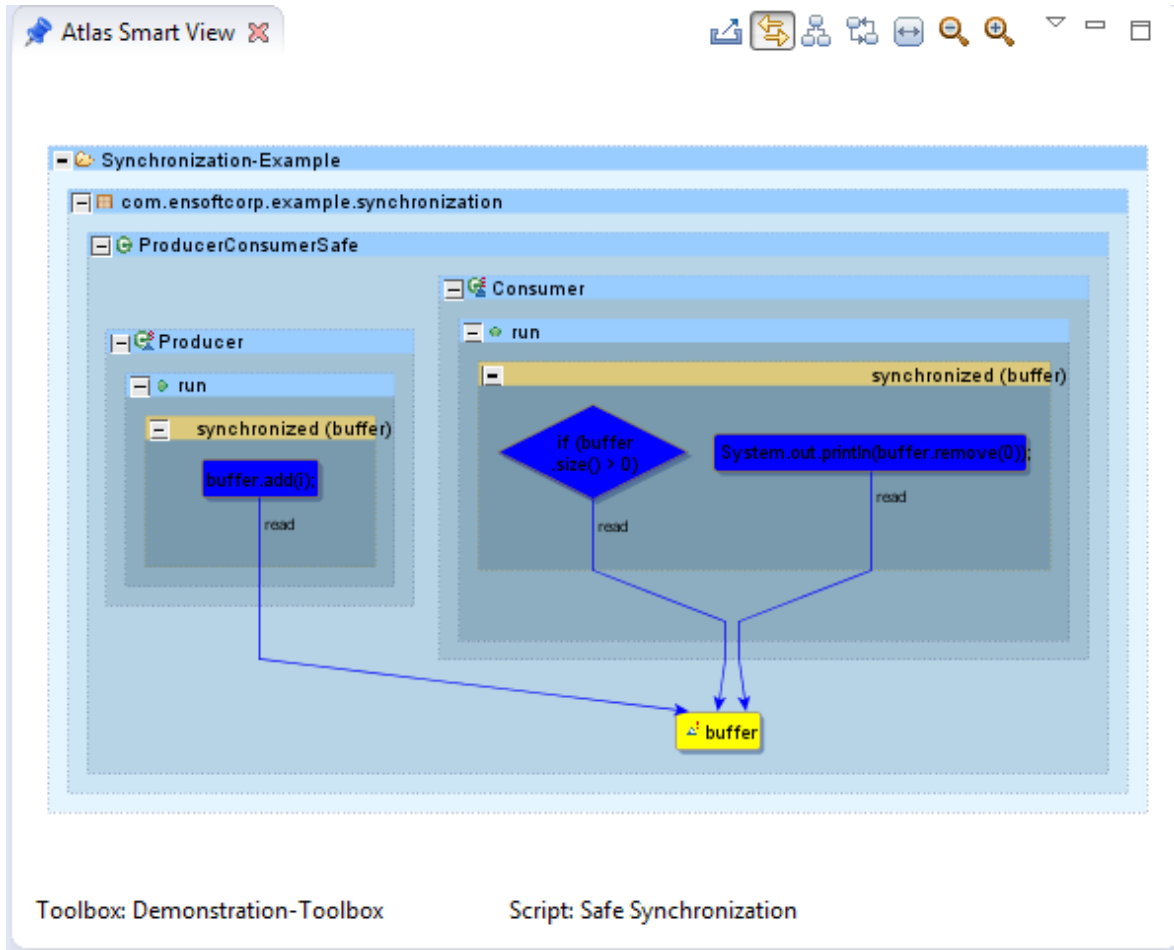 Atlas Smart View
Synchronization-Example
com.ensoftcorp.example.synchronization
ProducerConsumerSafe
Consumer
run
synchronized (buffer)
if (buffer
.size() > 0)
System.out.println(buffer.remove(0));
read
read
Producer
run
synchronized (buffer)
buffer.add(i);
read
buffer
Toolbox: Demonstration-Toolbox
Script: Safe Synchronization